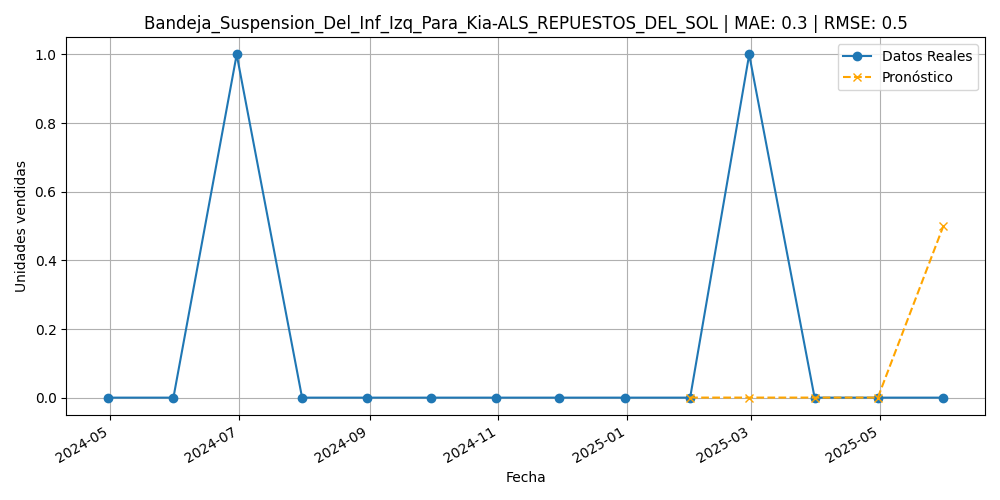 Bandeja_Suspension_Del_Inf_Izq_Para_Kia-ALS_REPUESTOS_DEL_SOL | MAE: 0.3 | RMSE: 0.5
Datos Reales
Pronóstico
Unidades vendidas
1.0
0.8
0.6
0.4
0.2
0.0
2024-05
2024-07
2024-09
2024-11
2025-01
2025-03
2025-05
Fecha